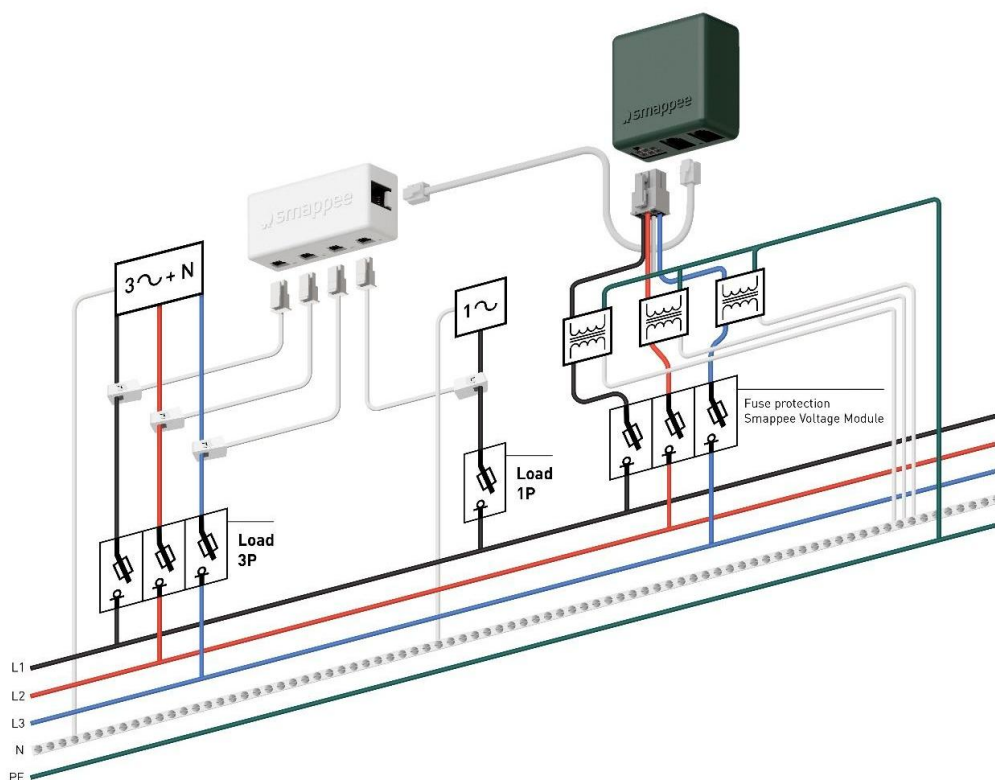 smappee
smappee
3 + N
1
Fuse protection
Smappee Voltage Module
Load
1P
Load
3P
L1
L2
L3
N
PE